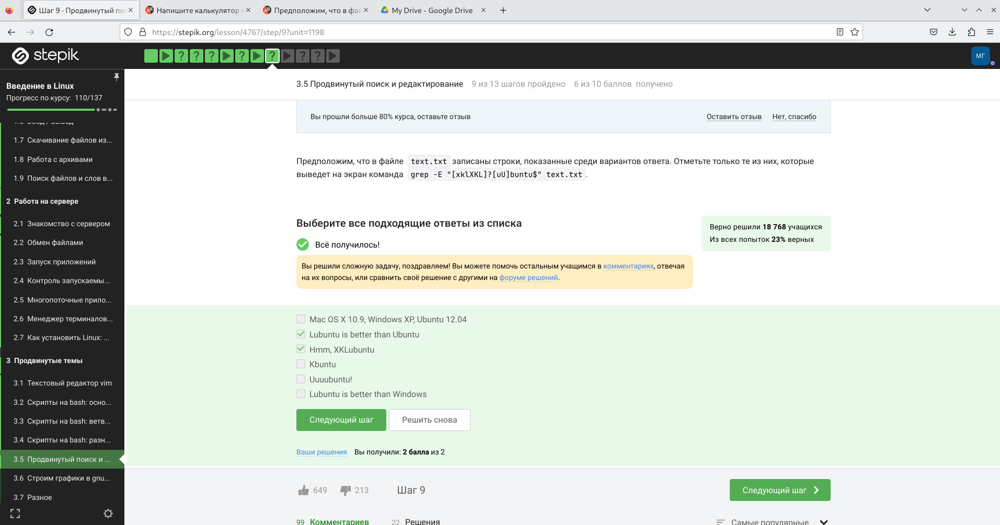 Шаг 9 · Продвинутый по
Напишите калькулятор н
Предположим, что в фай
My Drive - Google Drive
https://stepik.org/lesson/4767/step/9?unit=1198
stepik
МГ
Введение в Linux
Прогресс по курсу: 110/137
3.5 Продвинутый поиск и редактирование 9 из 13 шагов пройдено 6 из 10 баллов получено
Вы прошли больше 80% курса, оставьте отзыв
Оставить отзыв
Нет, спасибо
1.6 Ввод / Вывод
1.7 Скачивание файлов из...
1.8 Работа с архивами
1.9 Поиск файлов и слов в...
2 Работа на сервере
2.1 Знакомство с сервером
2.2 Обмен файлами
2.3 Запуск приложений
2.4 Контроль запускаемы...
2.5 Многопоточные прило...
2.6 Менеджер терминалов...
2.7 Как установить Linux: ...
3 Продвинутые темы
3.1 Текстовый редактор vim
3.2 Скрипты на bash: осно...
3.3 Скрипты на bash: ветв...
3.4 Скрипты на bash: разн...
3.5 Продвинутый поиск и ...
3.6 Строим графики в gnu...
3.7 Разное
Предположим, что в файле text.txt записаны строки, показанные среди вариантов ответа. Отметьте только те из них, которые
выведет на экран команда grep -E "[xklXKL]?[uU]buntu$" text.txt.
Выберите все подходящие ответы из списка
Верно решили 18 768 учащихся
Из всех попыток 23% верных
Всё получилось!
Вы решили сложную задачу, поздравляем! Вы можете помочь остальным учащимся в комментариях, отвечая
на их вопросы, или сравнить своё решение с другими на форуме решений.
Mac OS X 10.9, Windows XP, Ubuntu 12.04
Lubuntu is better than Ubuntu
Hmm, XKLubuntu
Kbuntu
Uuuubuntu!
Lubuntu is better than Windows
Следующий шаг
Решить снова
Ваши решения Вы получили: 2 балла из 2
649
213
Шаг 9
Следующий шаг
99 Комментариев
22 Решения
Самые популярные